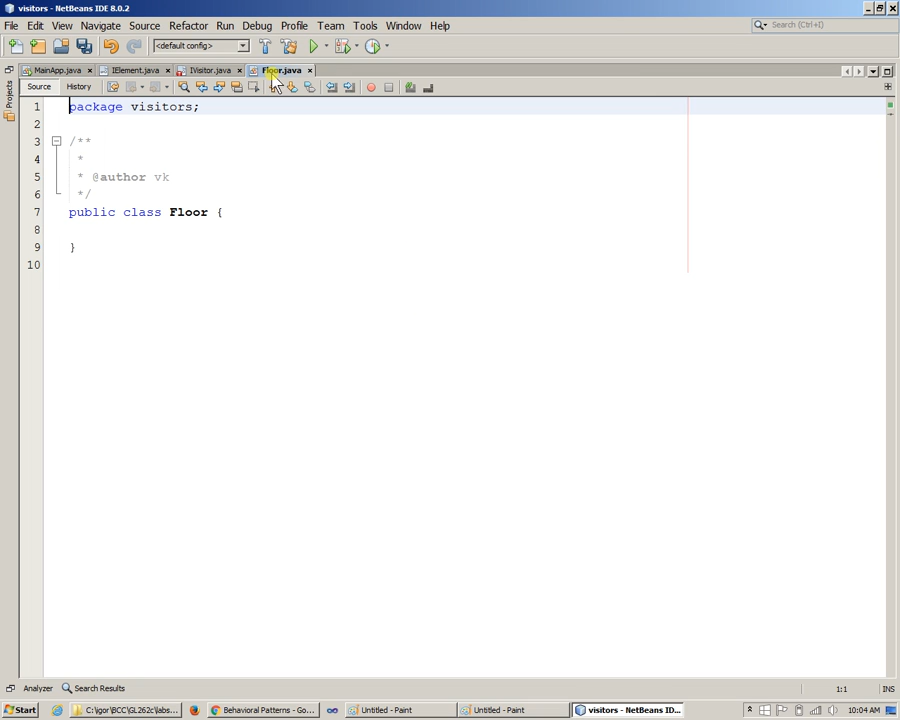 visitors - NetBeans IDE 8.0.2
File Edit View Navigate Source Refactor Run Debug Profile Team Tools Window Help
Search (Ctrl+I)
<default config>
MainApp.java IElement.java IVisitor.java Floor.java
Projects
Source History
1 package visitors;
2
3 /**
4 *
5 * @author vk
6 */
7 public class Floor {
8
9 }
10
Analyzer Search Results 1:1 INS
Start C:\igor\BCC\GL262c\labs... Behavioral Patterns - Go... Untitled - Paint Untitled - Paint visitors - NetBeans ID... 10:04 AM